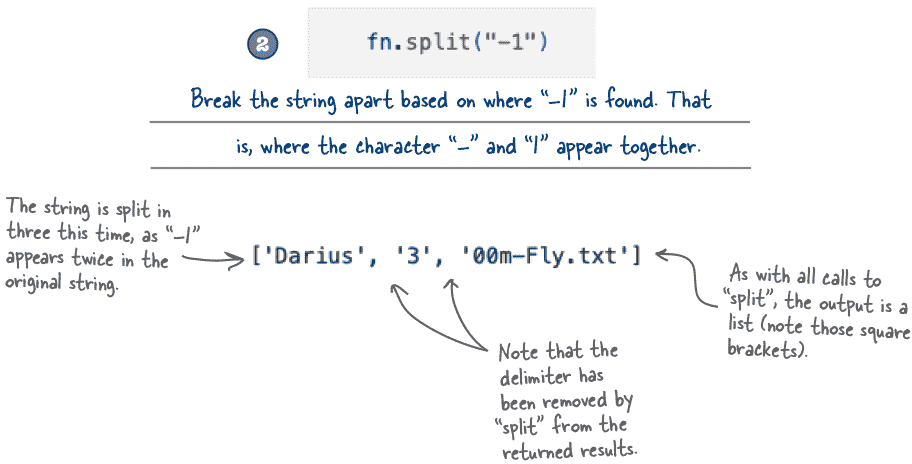 2
fn.split("-1")
Break the string apart based on where “-1” is found. That
is, where the character “-” and “1” appear together.
The string is split in
three this time, as “-1”
appears twice in the
original string.
['Darius', '3', '00m-Fly.txt']
As with all calls to
“split”, the output is a
list (note those square
brackets).
Note that the
delimiter has
been removed by
“split” from the
returned results.